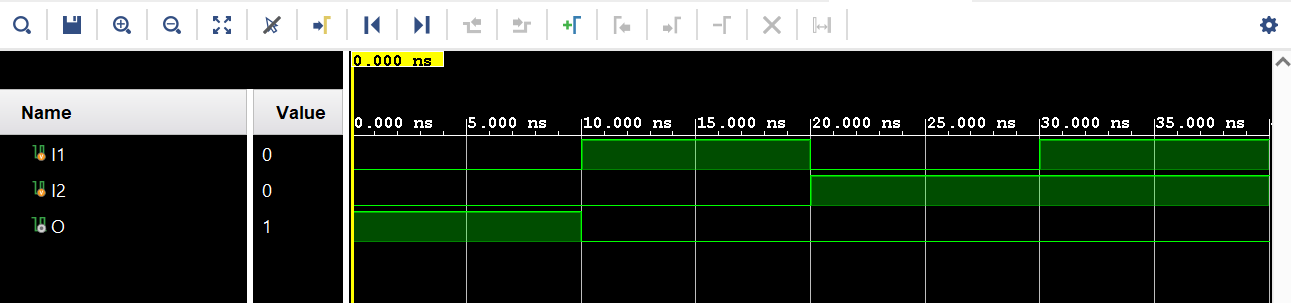 0.000 ns
Name Value
0.000 ns 5.000 ns 10.000 ns 15.000 ns 20.000 ns 25.000 ns 30.000 ns 35.000 ns
I1 0
I2 0
O 1